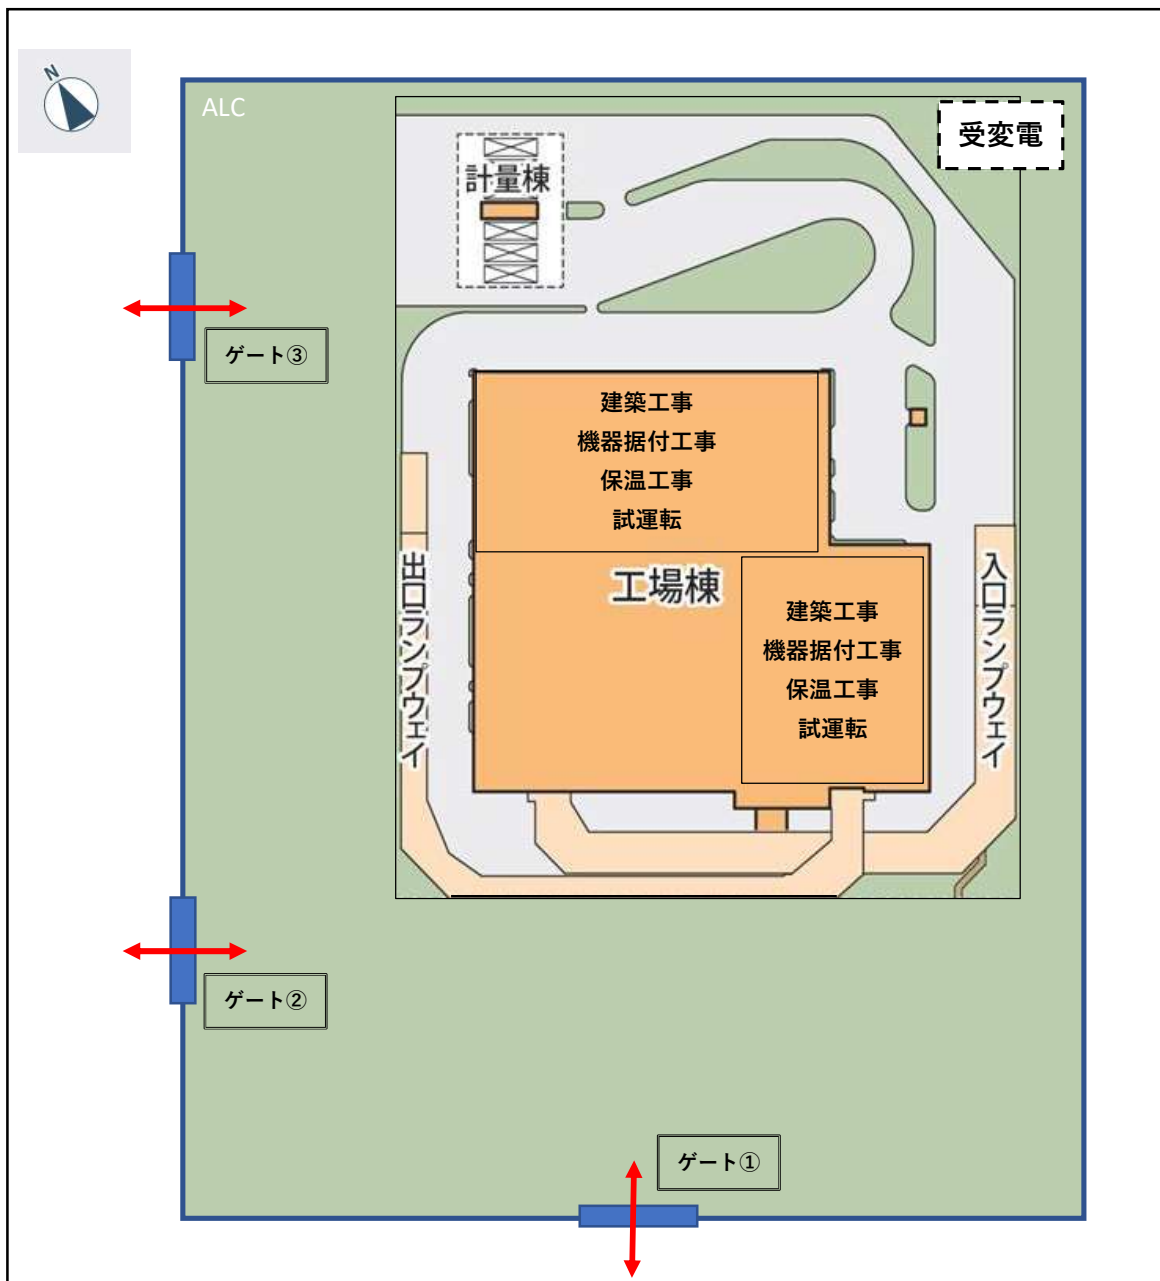 N
ALC
受変電
計量棟
ゲート③
建築工事
機器据付工事
保温工事
試運転
工場棟
出口ランプウェイ
入口ランプウェイ
建築工事
機器据付工事
保温工事
試運転
ゲート②
ゲート①